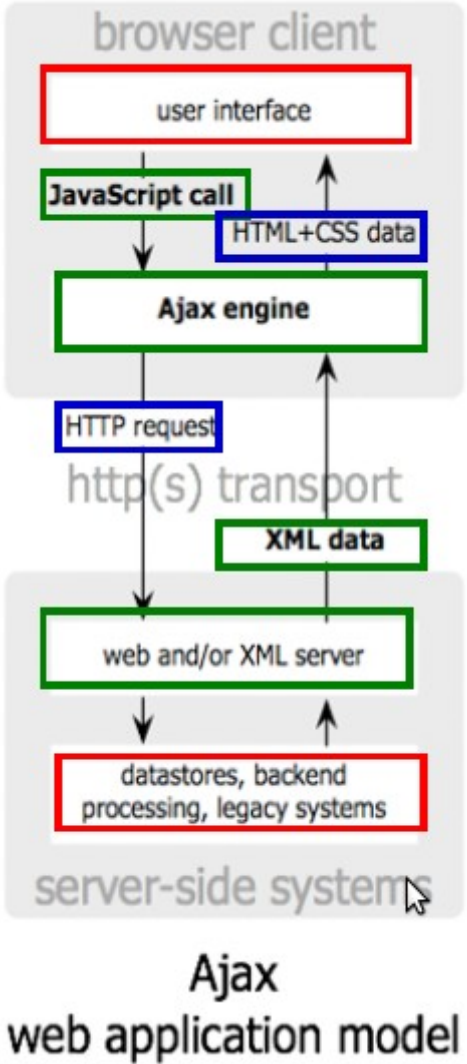 browser client
user interface
JavaScript call
HTML+CSS data
Ajax engine
HTTP request
http(s) transport
XML data
web and/or XML server
datastores, backend
processing, legacy systems
server-side systems
Ajax
web application model